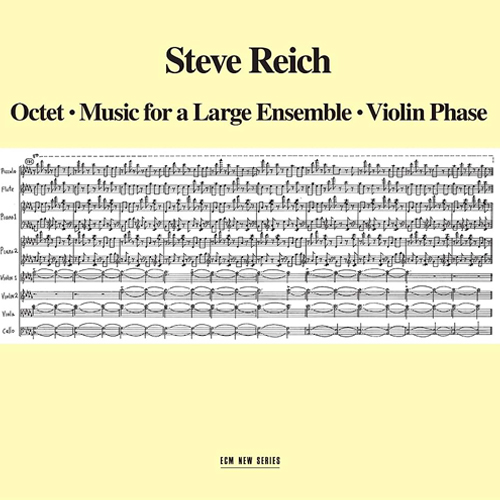 Steve Reich
Octet • Music for a Large Ensemble • Violin Phase
Piccolo
Flute
Piano 1
Piano 2
Violin 1
Violin 2
Viola
Cello
ECM NEW SERIES